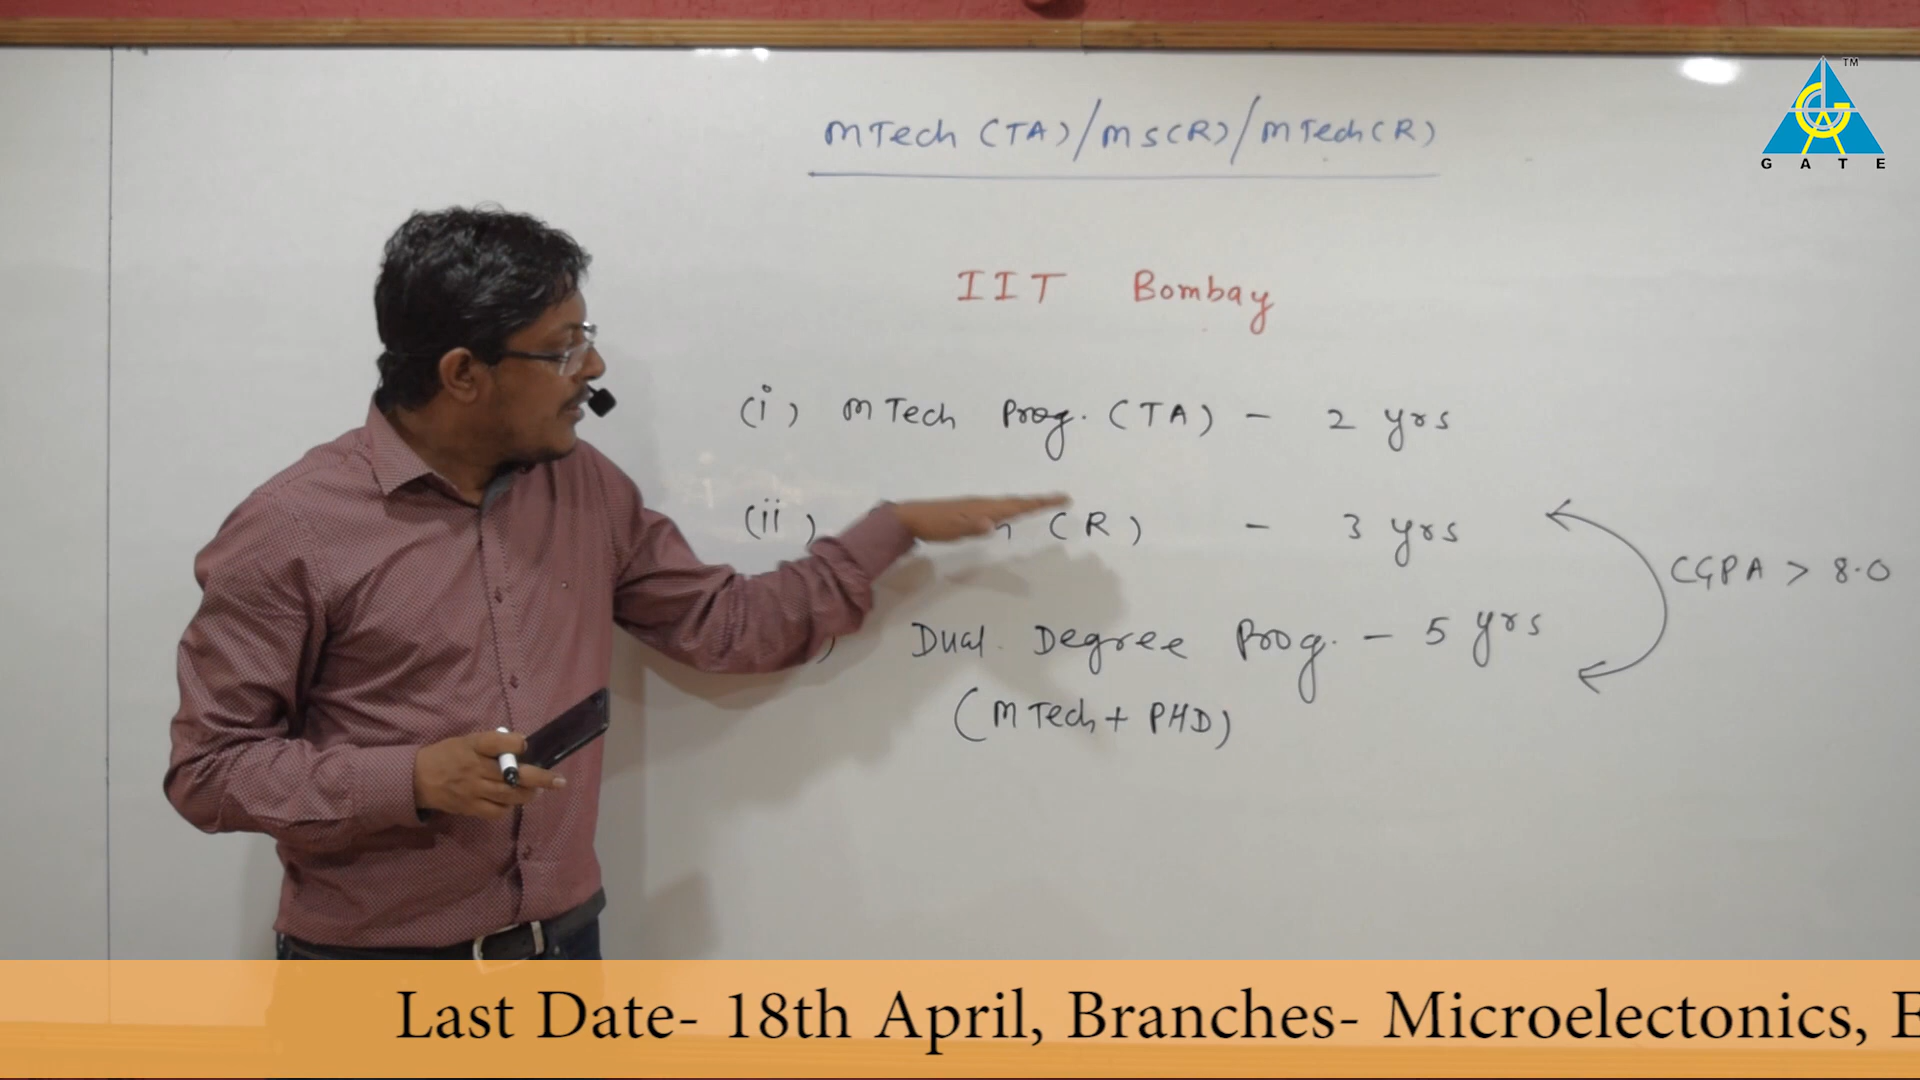 TM
GATE
MTech (TA)/MS(R)/MTech(R)
IIT Bombay
(i) MTech Prog. (TA) - 2 yrs
(ii) (R) - 3 yrs
CGPA > 8.0
) Dual. Degree Prog. - 5 yrs
(MTech + PHD)
Last Date- 18th April, Branches- Microelectonics, E